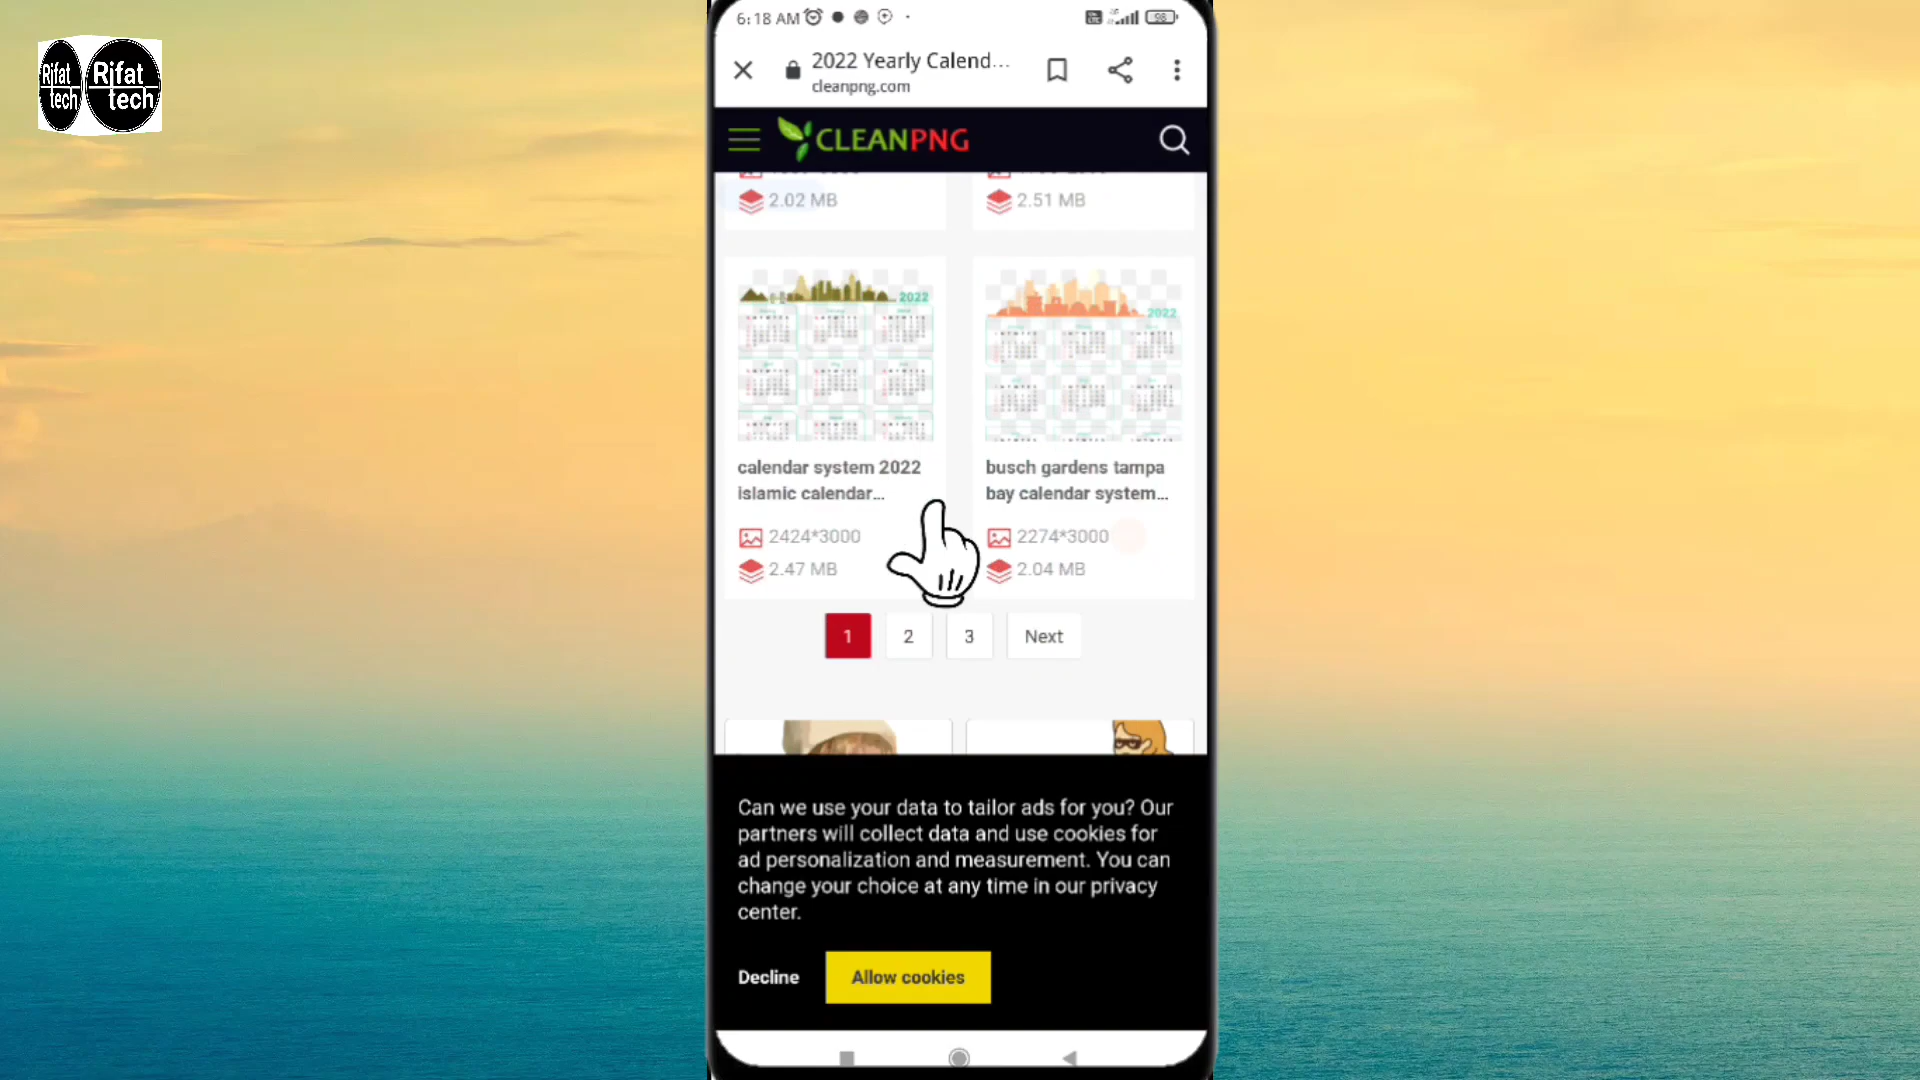 Rifat
tech
Rifat
tech
6:18 AM
98
2022 Yearly Calend...
cleanpng.com
CLEANPNG
2.02 MB
2.51 MB
2022
2022
calendar system 2022
islamic calendar...
busch gardens tampa
bay calendar system...
2424*3000
2274*3000
2.47 MB
2.04 MB
1 2 3 Next
Can we use your data to tailor ads for you? Our
partners will collect data and use cookies for
ad personalization and measurement. You can
change your choice at any time in our privacy
center.
Decline
Allow cookies